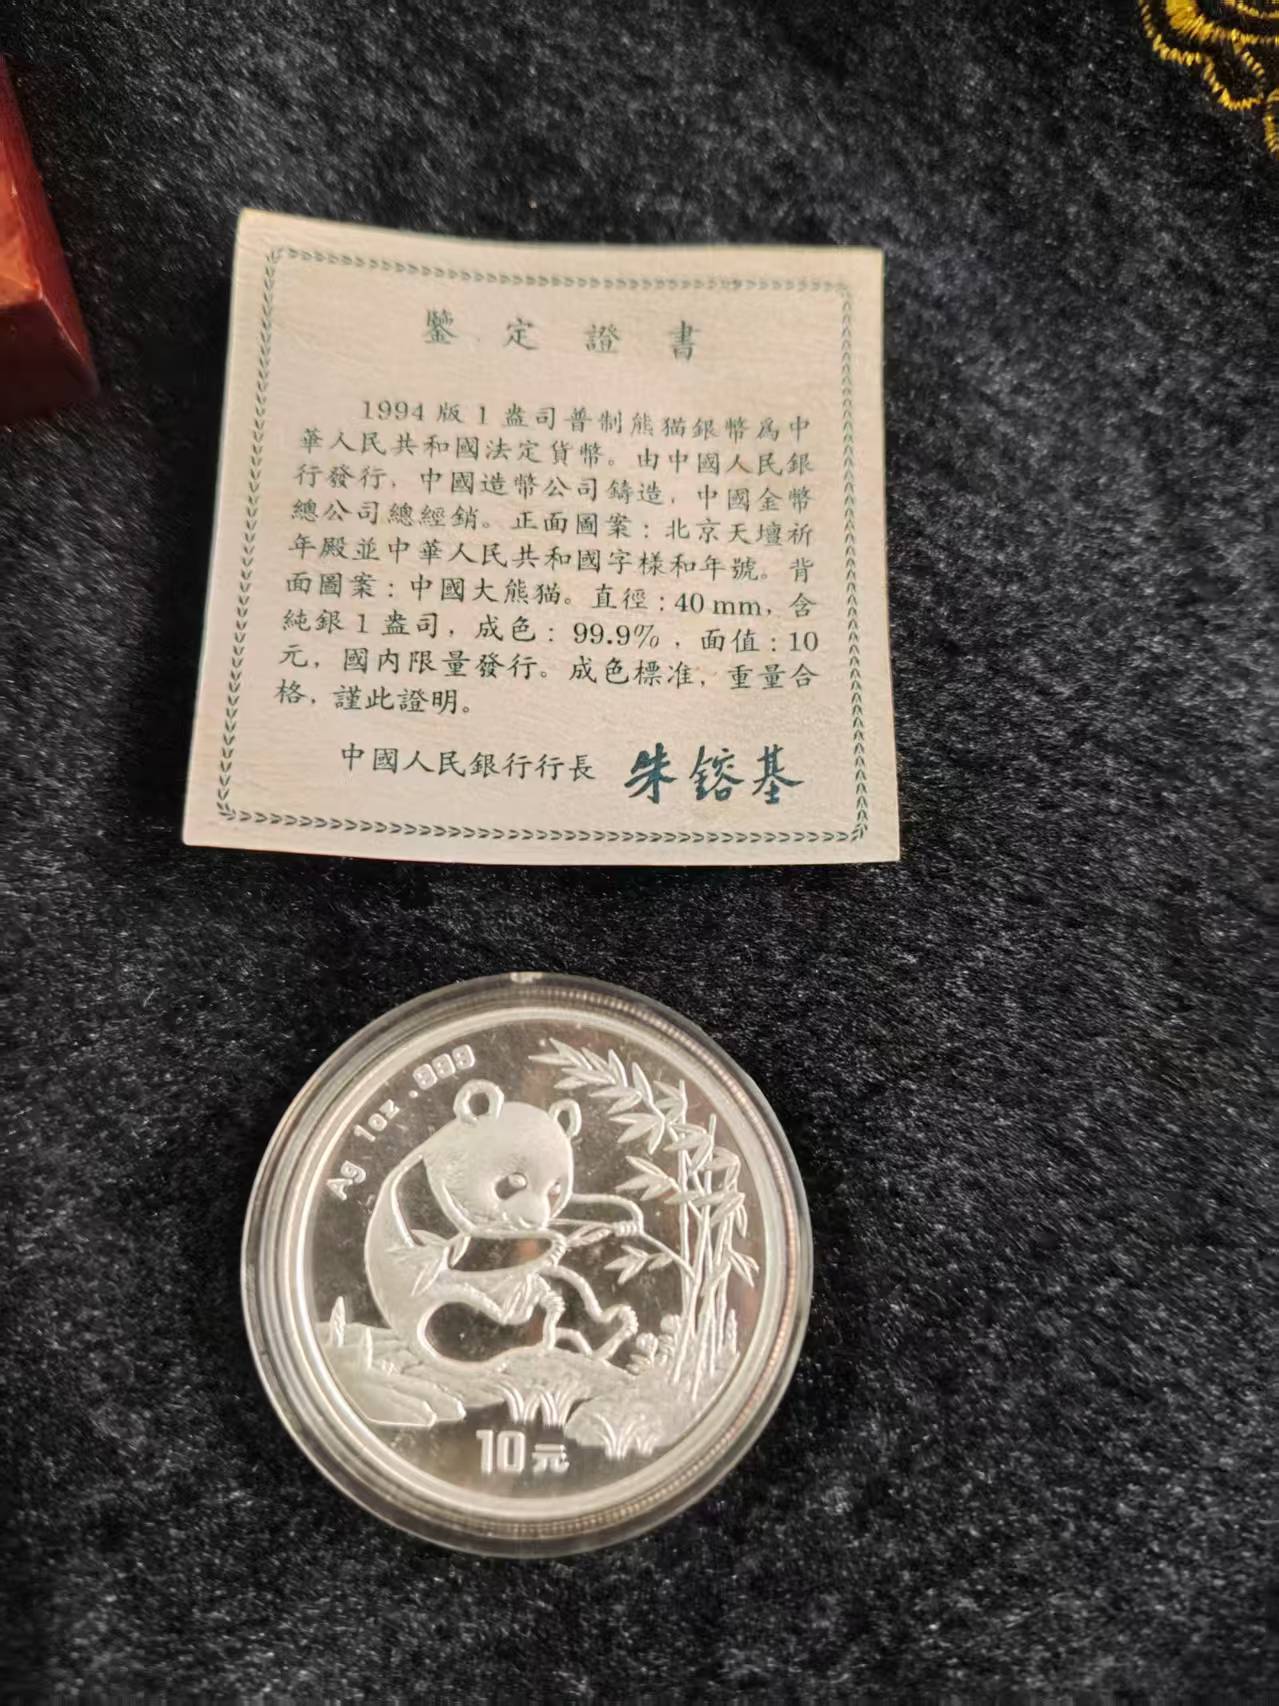 鑒定證書
1994版1盎司普制熊猫銀幣爲中
華人民共和國法定貨幣。由中國人民銀
行發行，中國造幣公司鑄造，中國金幣
總公司總經銷。正面圖案：北京天壇祈
年殿並中華人民共和國字樣和年號。背
面圖案：中國大熊猫。直徑：40mm，含
純銀1盎司，成色：99.9%，面值：10
元，國内限量發行。成色標准，重量合
格，謹此證明。
中國人民銀行行長 朱鎔基
Ag 1oz .999
10元